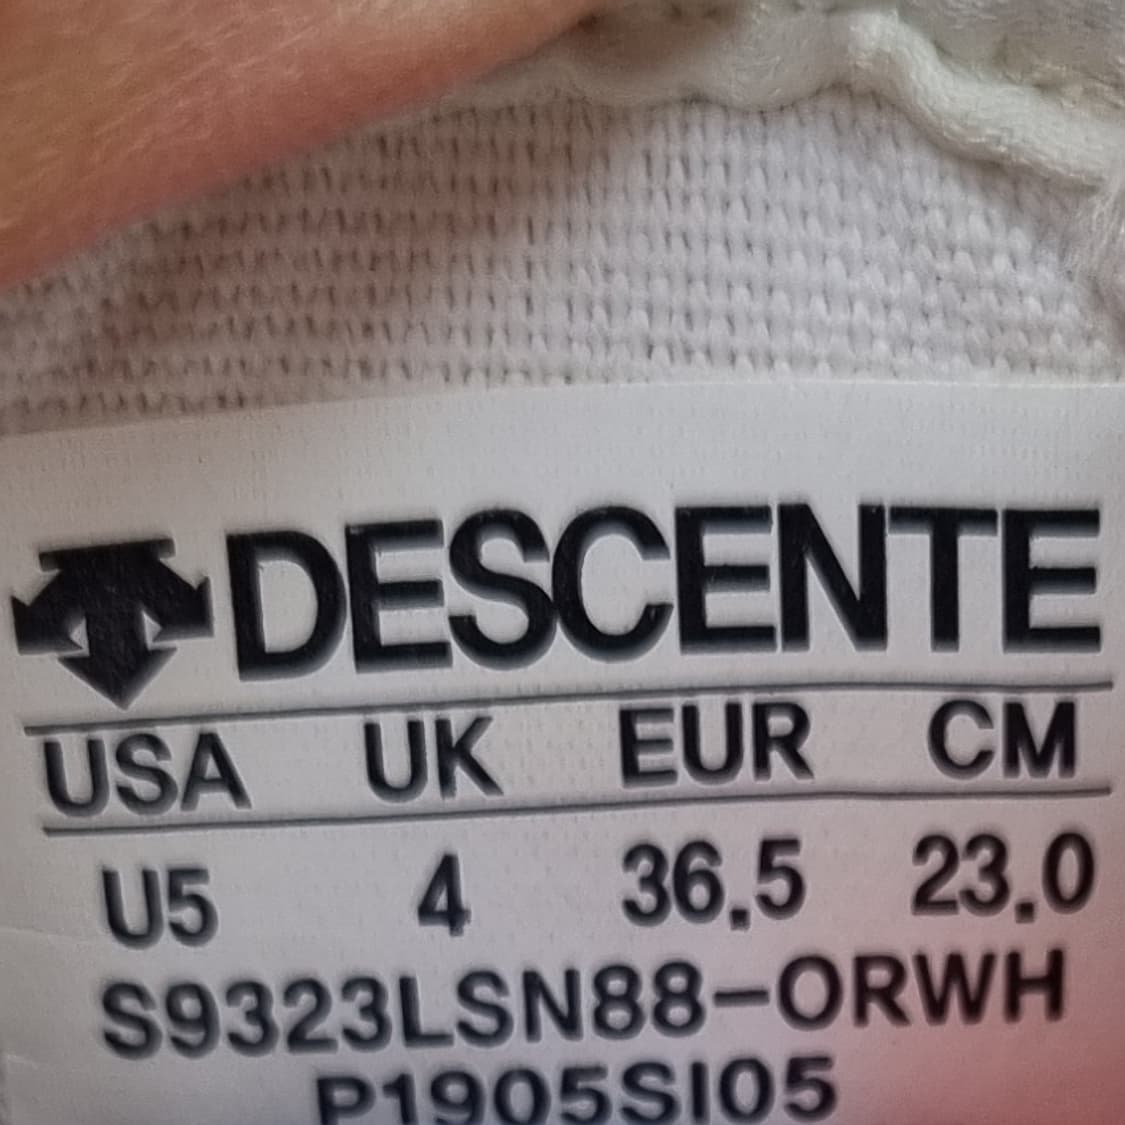 DESCENTE
USA UK EUR CM
U5 4 36.5 23.0
S9323LSN88-ORWH
P1905SI05